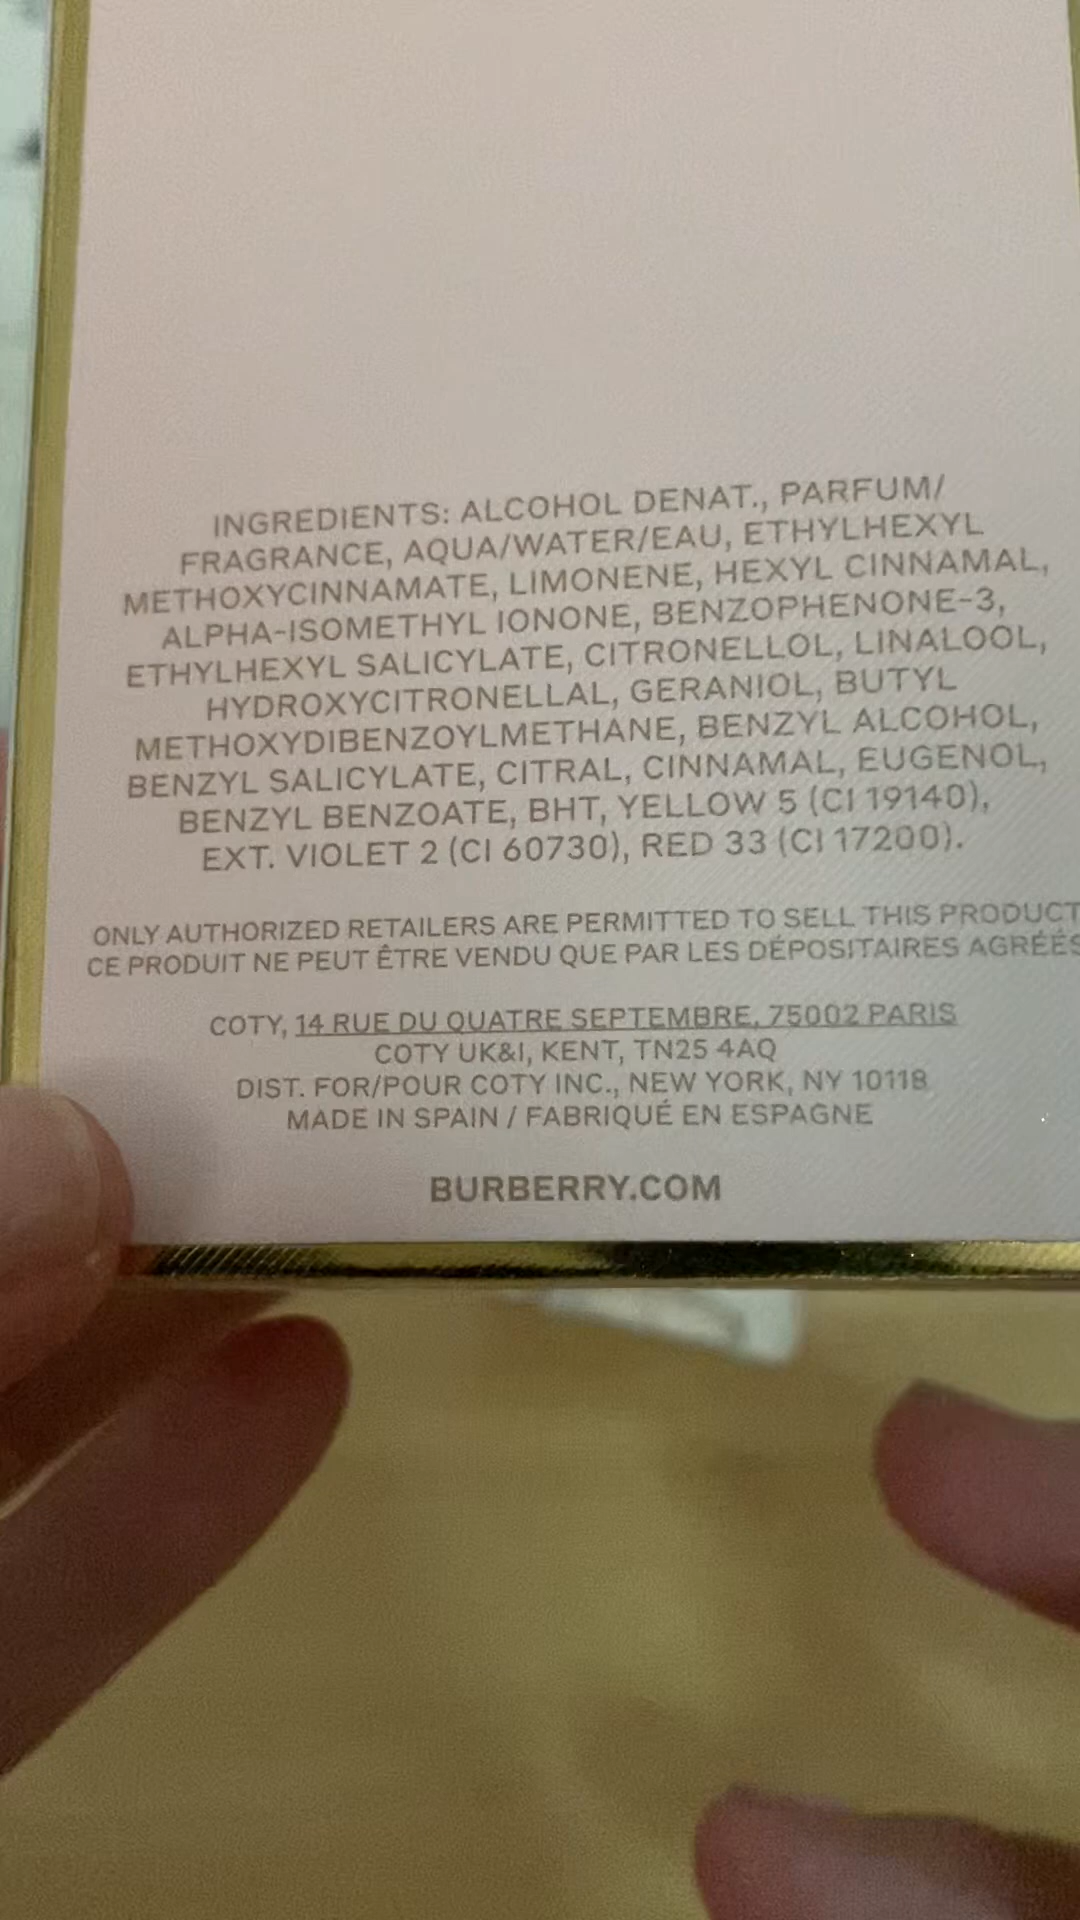 INGREDIENTS: ALCOHOL DENAT., PARFUM/
FRAGRANCE, AQUA/WATER/EAU, ETHYLHEXYL
METHOXYCINNAMATE, LIMONENE, HEXYL CINNAMAL,
ALPHA-ISOMETHYL IONONE, BENZOPHENONE-3,
ETHYLHEXYL SALICYLATE, CITRONELLOL, LINALOOL,
HYDROXYCITRONELLAL, GERANIOL, BUTYL
METHOXYDIBENZOYLMETHANE, BENZYL ALCOHOL,
BENZYL SALICYLATE, CITRAL, CINNAMAL, EUGENOL,
BENZYL BENZOATE, BHT, YELLOW 5 (CI 19140),
EXT. VIOLET 2 (CI 60730), RED 33 (CI 17200).
ONLY AUTHORIZED RETAILERS ARE PERMITTED TO SELL THIS PRODUCT
CE PRODUIT NE PEUT ÊTRE VENDU QUE PAR LES DÉPOSITAIRES AGRÉÉS
COTY, 14 RUE DU QUATRE SEPTEMBRE, 75002 PARIS
COTY UK&I, KENT, TN25 4AQ
DIST. FOR/POUR COTY INC., NEW YORK, NY 10118
MADE IN SPAIN / FABRIQUÉ EN ESPAGNE
BURBERRY.COM